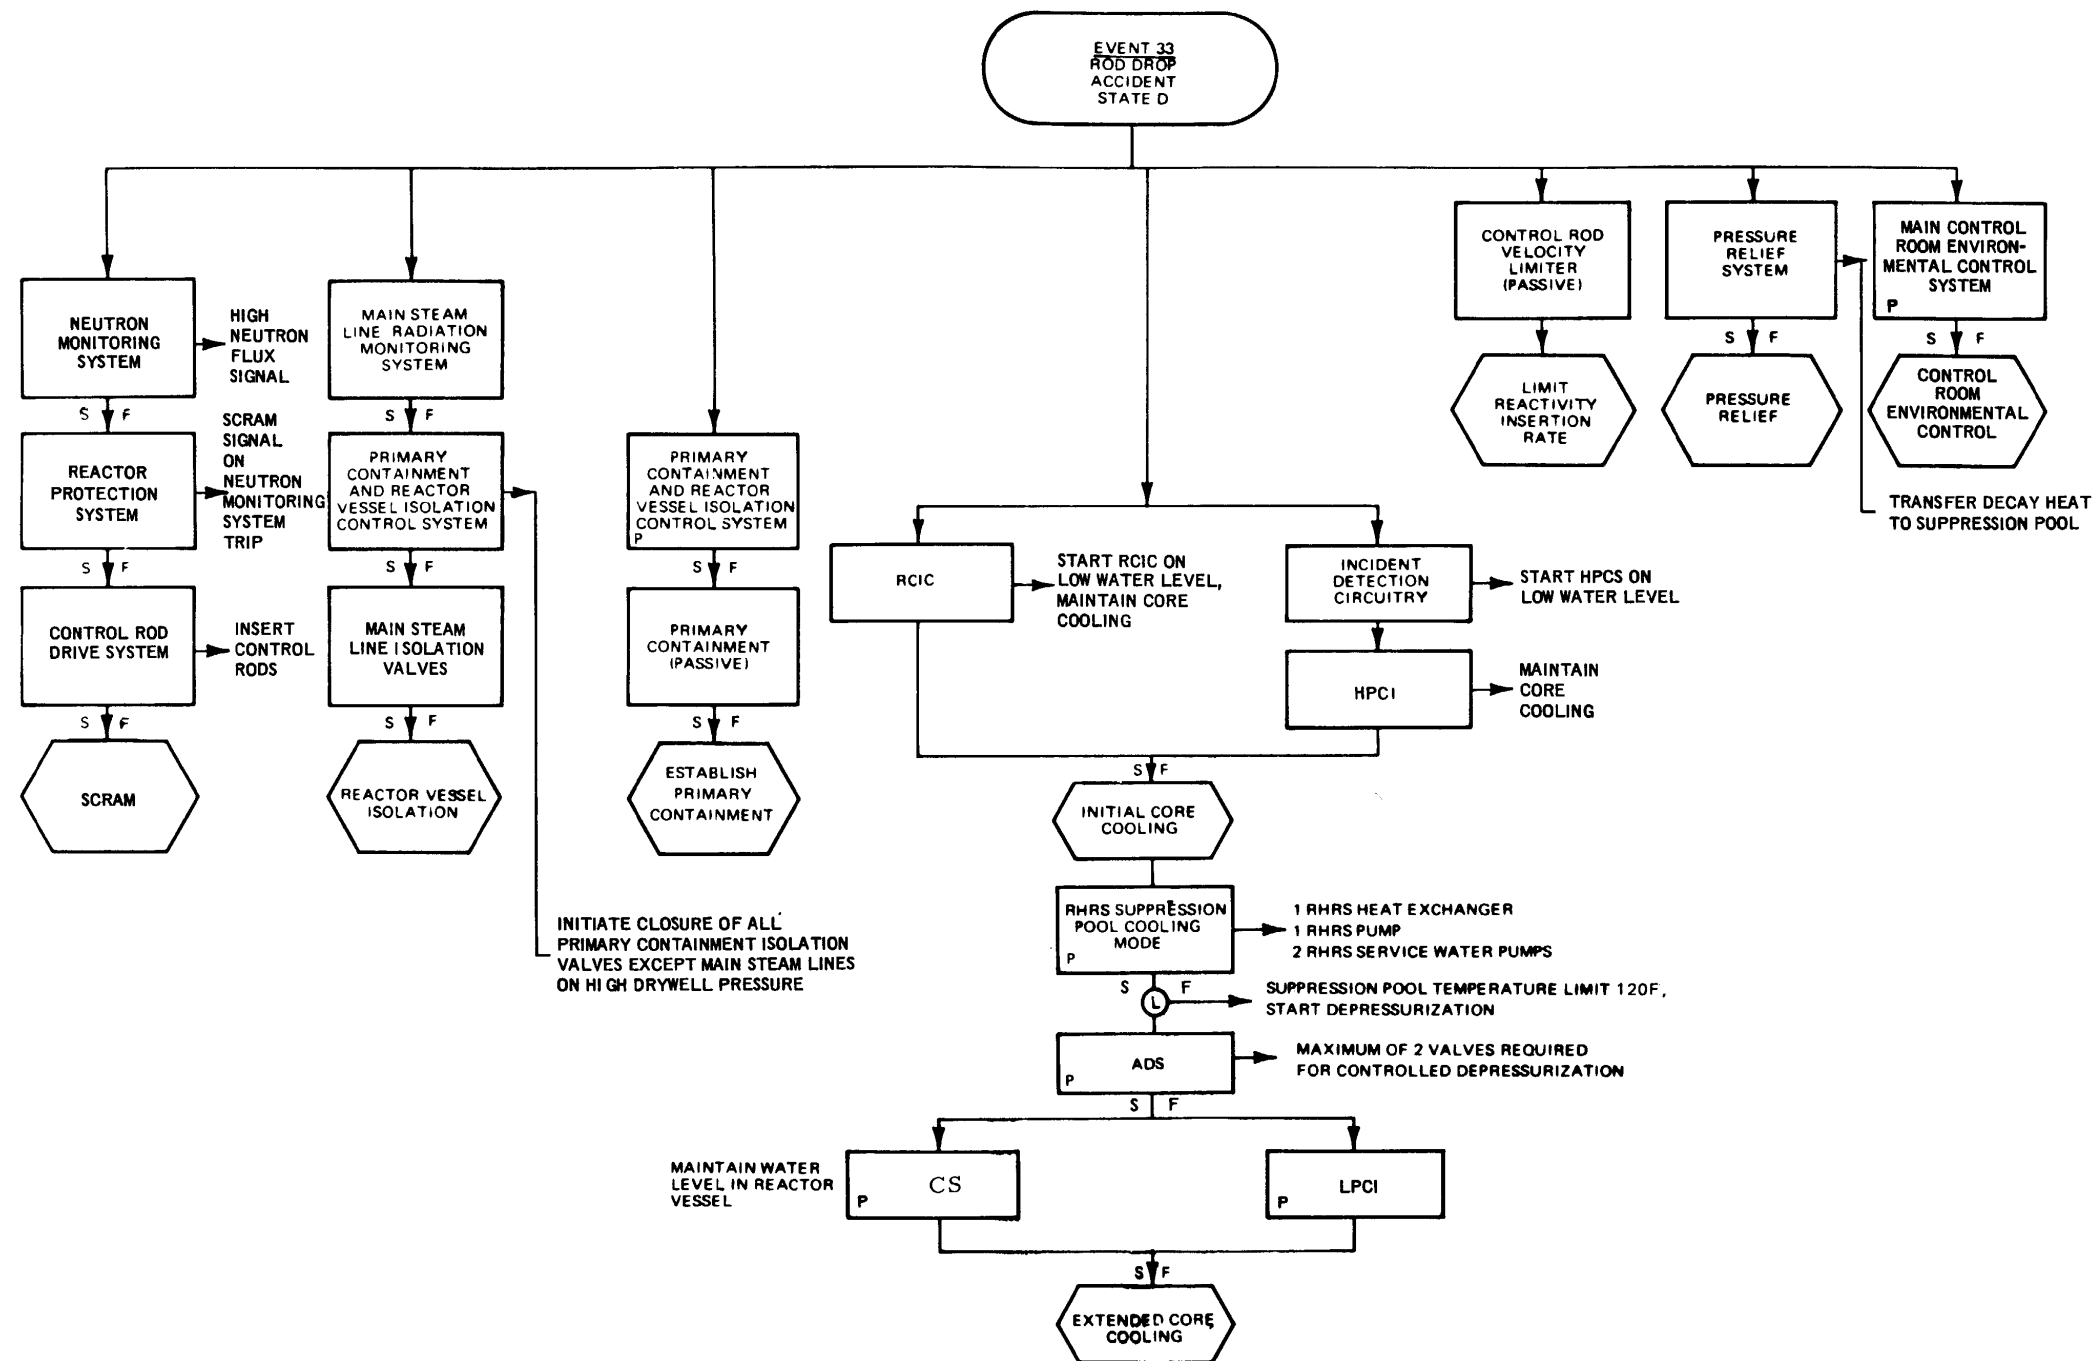 EVENT 33
ROD DROP
ACCIDENT
STATE D
NEUTRON
MONITORING
SYSTEM
HIGH
NEUTRON
FLUX
SIGNAL
S F
REACTOR
PROTECTION
SYSTEM
SCRAM
SIGNAL
ON
NEUTRON
MONITORING
SYSTEM
TRIP
S F
CONTROL ROD
DRIVE SYSTEM
INSERT
CONTROL
RODS
S F
SCRAM
MAIN STEAM
LINE RADIATION
MONITORING
SYSTEM
S F
PRIMARY
CONTAINMENT
AND REACTOR
VESSEL ISOLATION
CONTROL SYSTEM
S F
MAIN STEAM
LINE ISOLATION
VALVES
S F
REACTOR VESSEL
ISOLATION
INITIATE CLOSURE OF ALL
PRIMARY CONTAINMENT ISOLATION
VALVES EXCEPT MAIN STEAM LINES
ON HIGH DRYWELL PRESSURE
PRIMARY
CONTAINMENT
AND REACTOR
VESSEL ISOLATION
CONTROL SYSTEM
P
S F
PRIMARY
CONTAINMENT
(PASSIVE)
S F
ESTABLISH
PRIMARY
CONTAINMENT
RCIC
START RCIC ON
LOW WATER LEVEL,
MAINTAIN CORE
COOLING
INCIDENT
DETECTION
CIRCUITRY
START HPCS ON
LOW WATER LEVEL
HPCI
MAINTAIN
CORE
COOLING
S F
INITIAL CORE
COOLING
RHRS SUPPRESSION
POOL COOLING
MODE
P
1 RHRS HEAT EXCHANGER
1 RHRS PUMP
2 RHRS SERVICE WATER PUMPS
S F
L
SUPPRESSION POOL TEMPERATURE LIMIT 120F,
START DEPRESSURIZATION
ADS
P
MAXIMUM OF 2 VALVES REQUIRED
FOR CONTROLLED DEPRESSURIZATION
S F
MAINTAIN WATER
LEVEL IN REACTOR
VESSEL
CS
P
LPCI
P
S F
EXTENDED CORE
COOLING
CONTROL ROD
VELOCITY
LIMITER
(PASSIVE)
LIMIT
REACTIVITY
INSERTION
RATE
PRESSURE
RELIEF
SYSTEM
S F
PRESSURE
RELIEF
MAIN CONTROL
ROOM ENVIRON-
MENTAL CONTROL
SYSTEM
P
S F
CONTROL
ROOM
ENVIRONMENTAL
CONTROL
TRANSFER DECAY HEAT
TO SUPPRESSION POOL